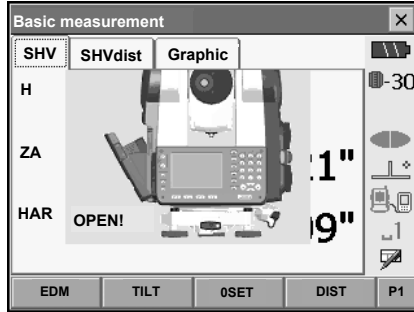 Basic measurement
SHV SHVdist Graphic
-30
H
ZA 1"
HAR OPEN! 9"
1
EDM TILT 0SET DIST P1